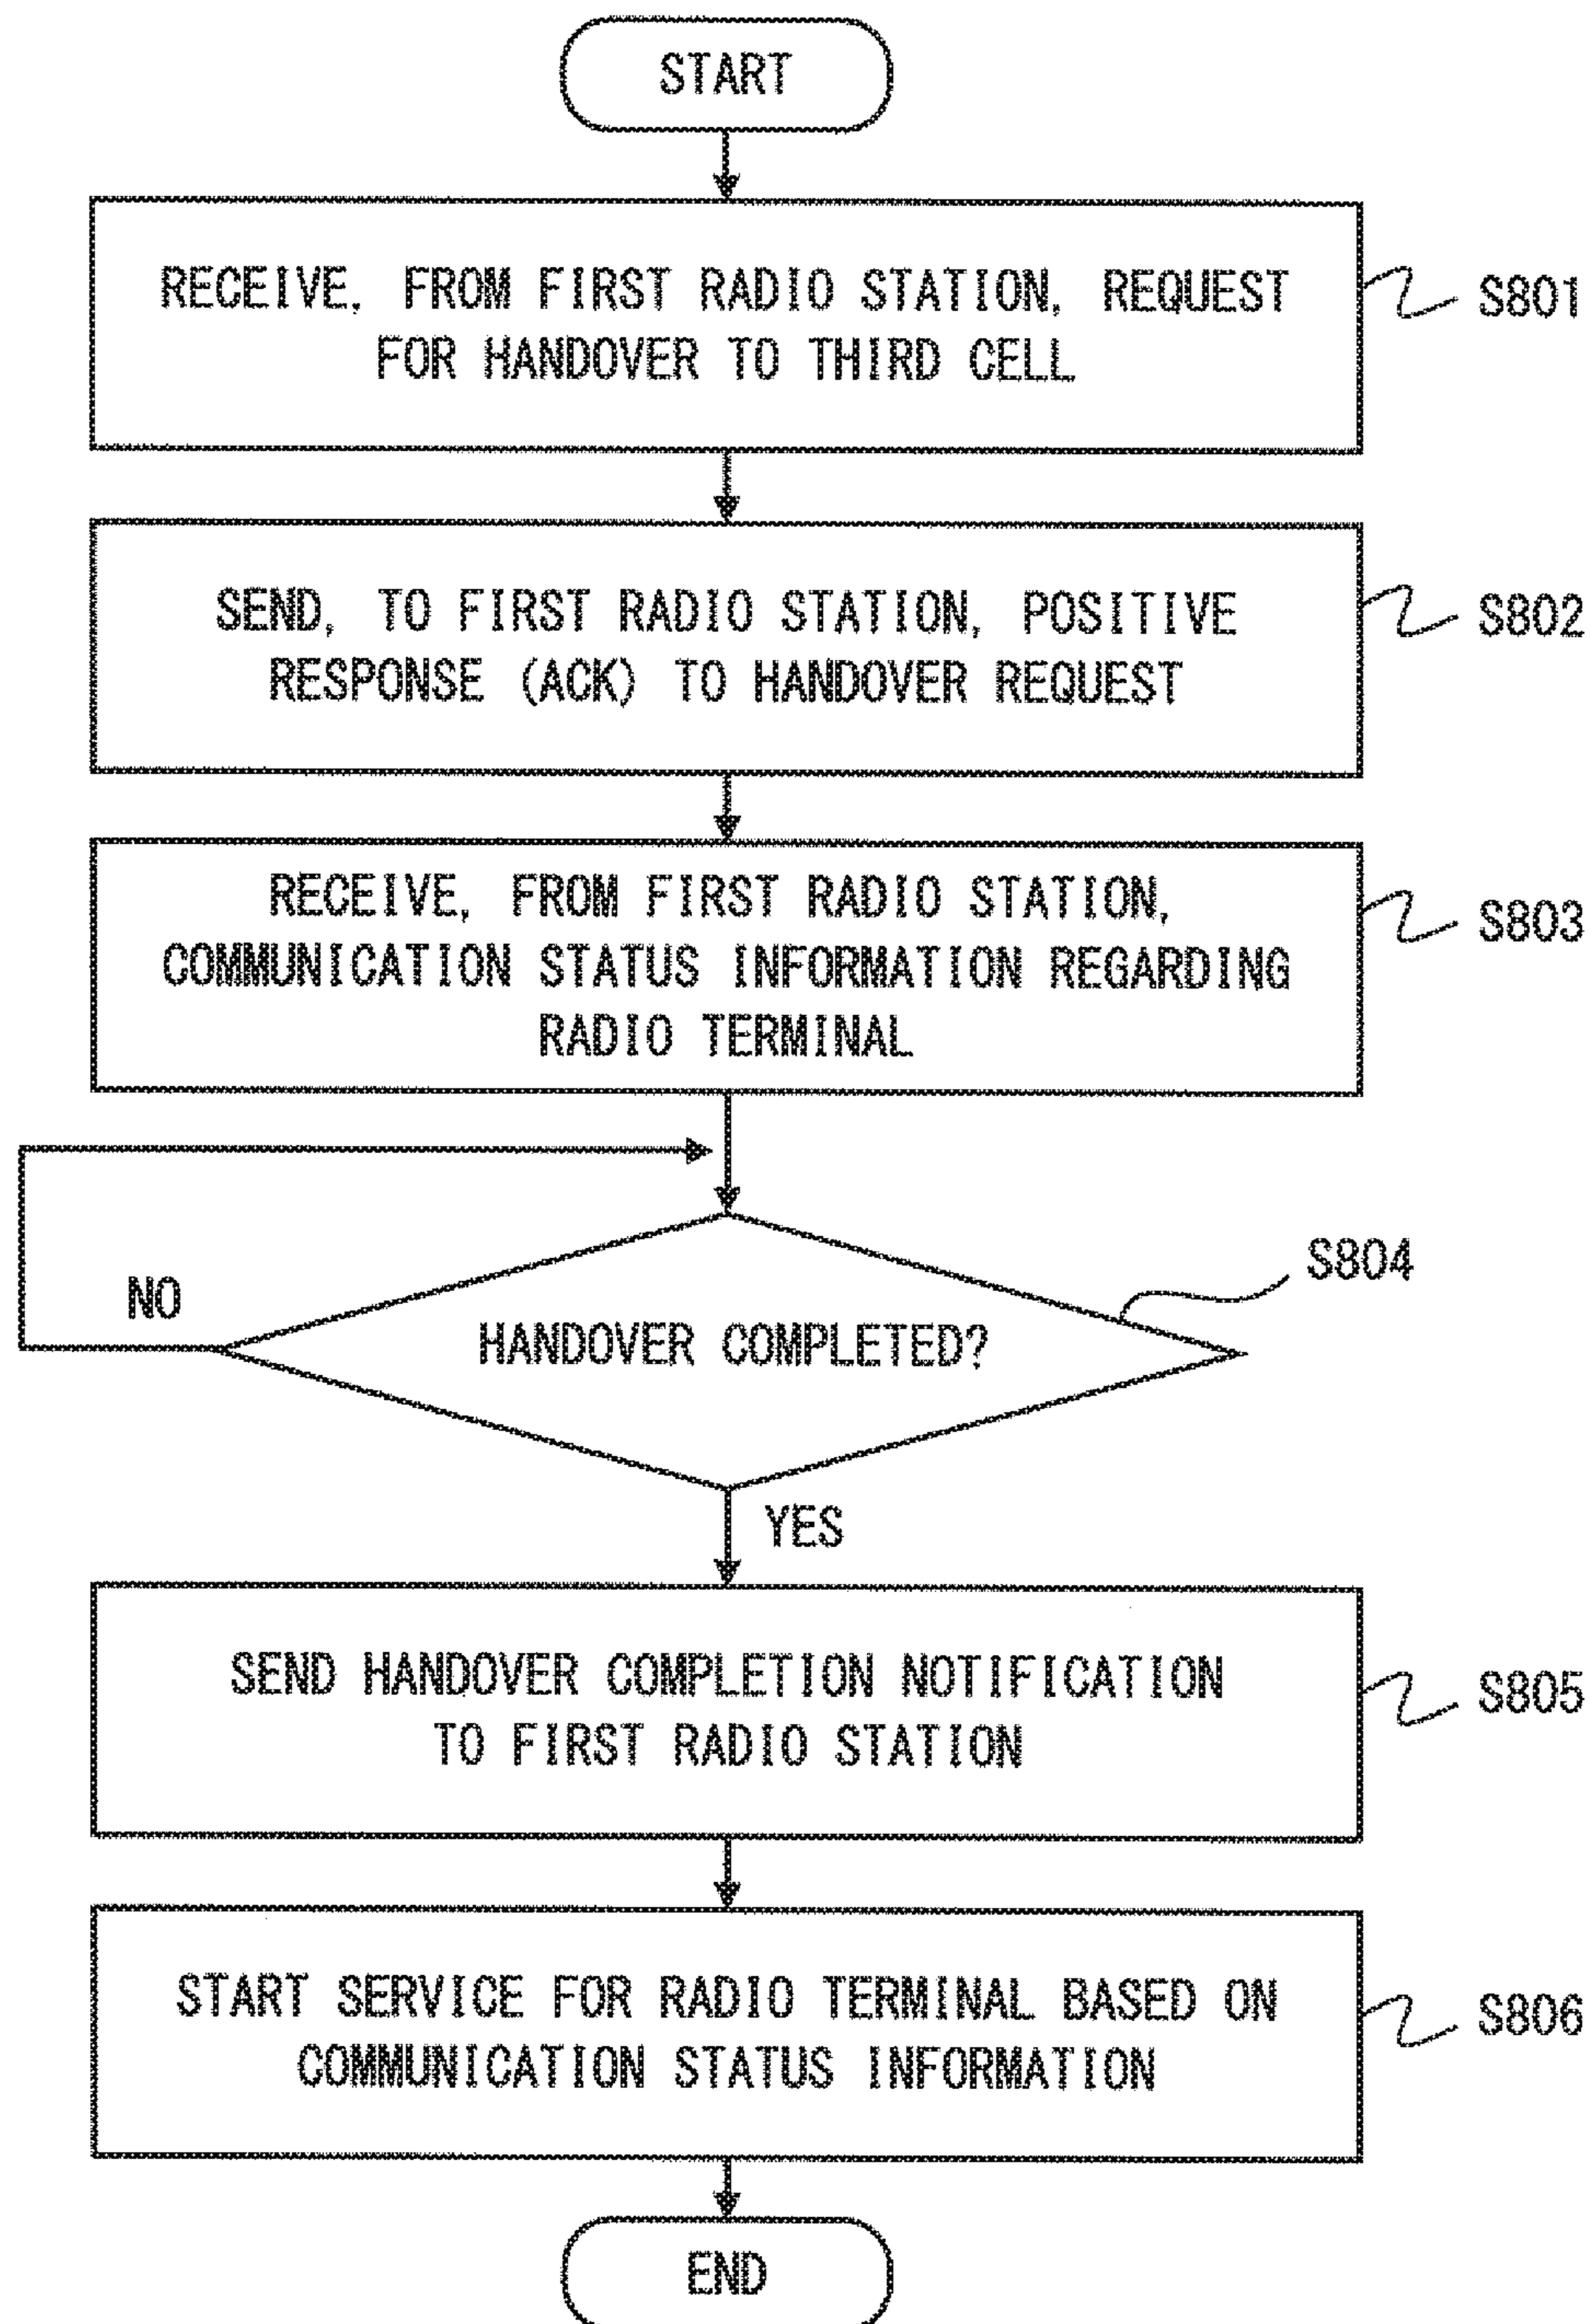 START
RECEIVE, FROM FIRST RADIO STATION, REQUEST
FOR HANDOVER TO THIRD CELL
S801
SEND, TO FIRST RADIO STATION, POSITIVE
RESPONSE (ACK) TO HANDOVER REQUEST
S802
RECEIVE, FROM FIRST RADIO STATION,
COMMUNICATION STATUS INFORMATION REGARDING
RADIO TERMINAL
S803
S804
NO
HANDOVER COMPLETED?
YES
SEND HANDOVER COMPLETION NOTIFICATION
TO FIRST RADIO STATION
S805
START SERVICE FOR RADIO TERMINAL BASED ON
COMMUNICATION STATUS INFORMATION
S806
END